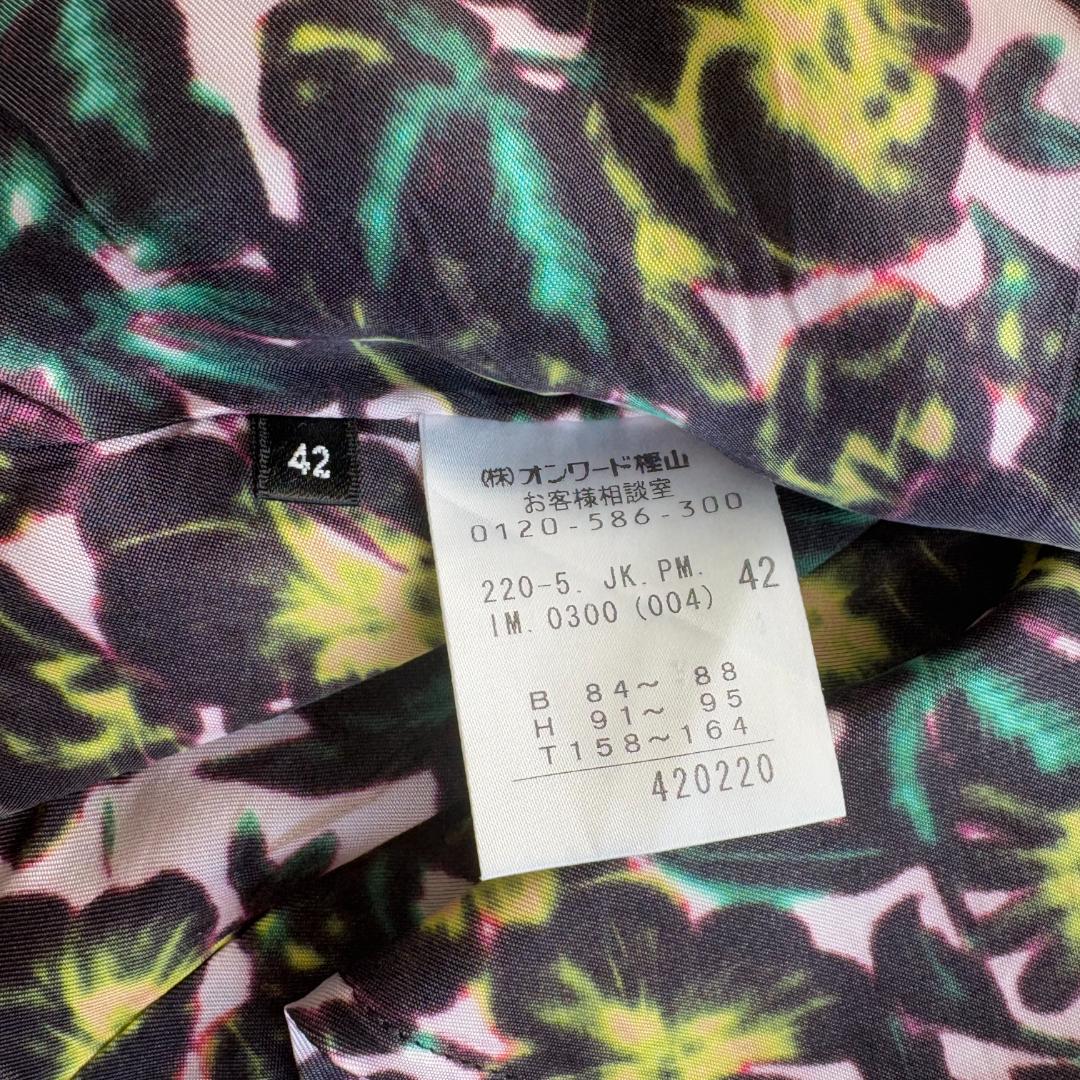 42
(株)オンワード樫山
お客様相談室
0120-586-300
220-5. JK. PM. 42
IM. 0300 (004)
B 84~ 88
H 91~ 95
T158~164
420220